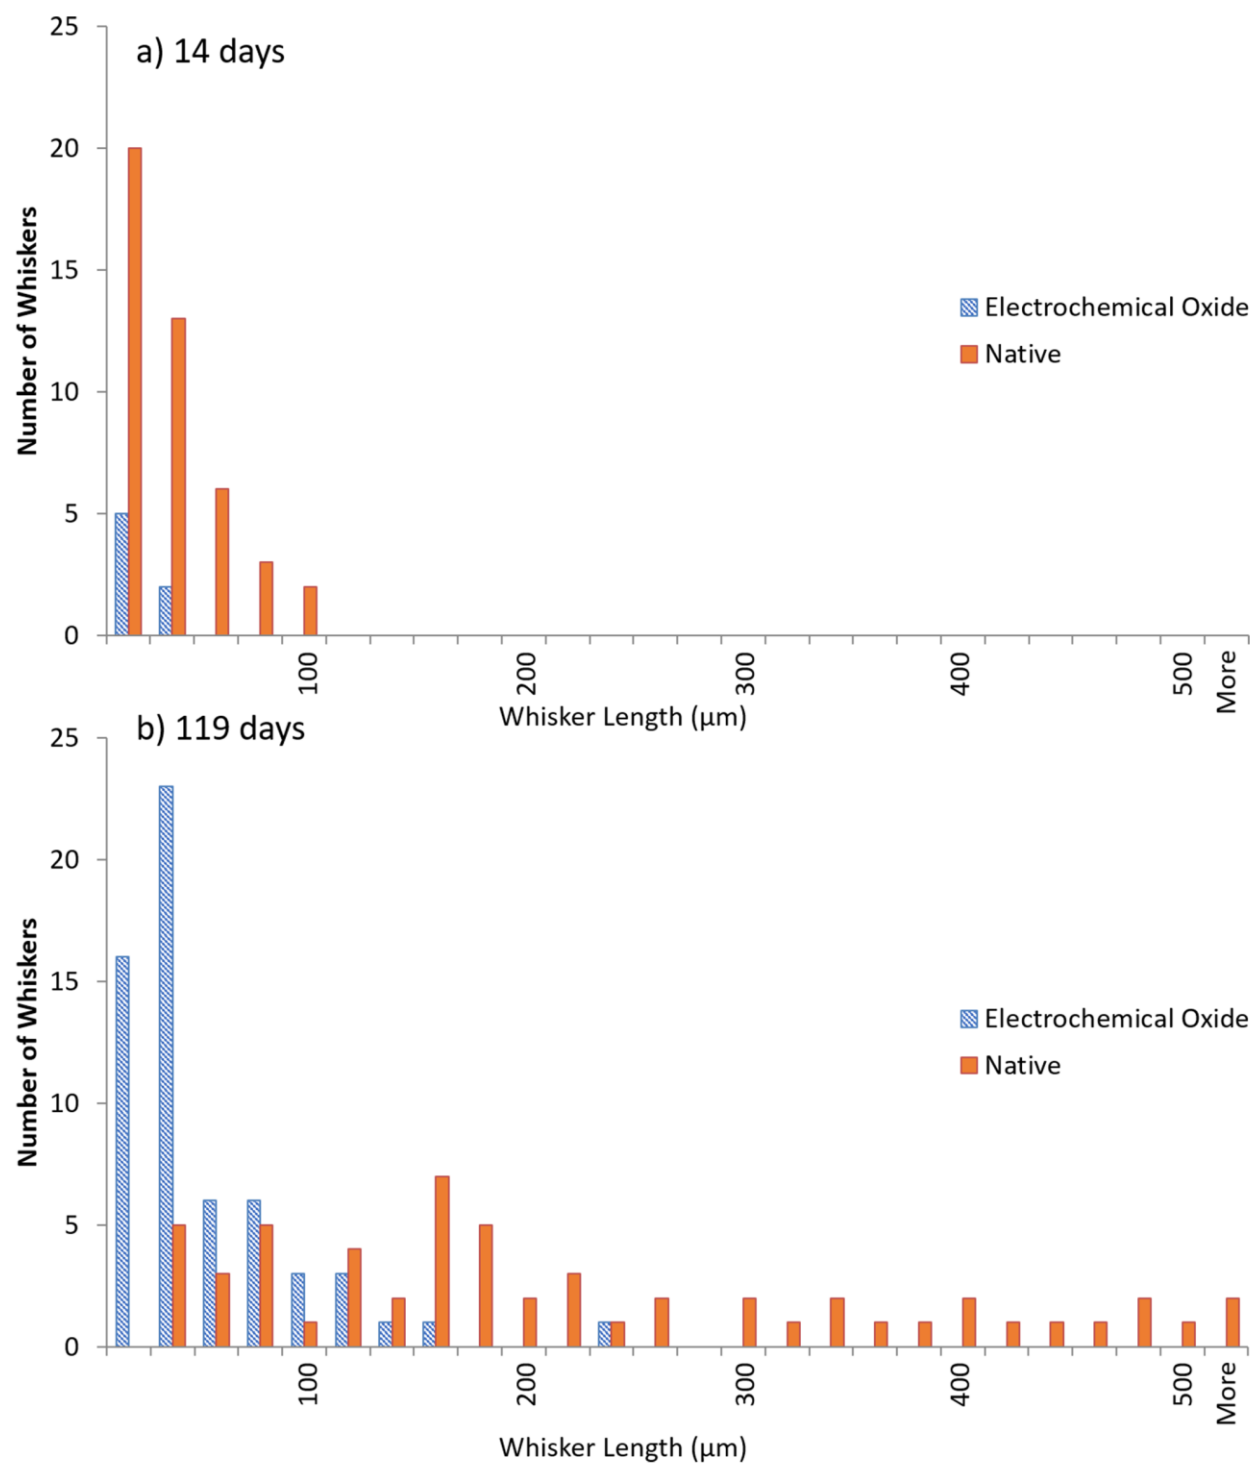 a) 14 days
25
20
15
10
5
0
Number of Whiskers
Electrochemical Oxide
Native
100
200
300
400
500
More
Whisker Length (µm)
b) 119 days
25
20
15
10
5
0
Number of Whiskers
Electrochemical Oxide
Native
100
200
300
400
500
More
Whisker Length (µm)